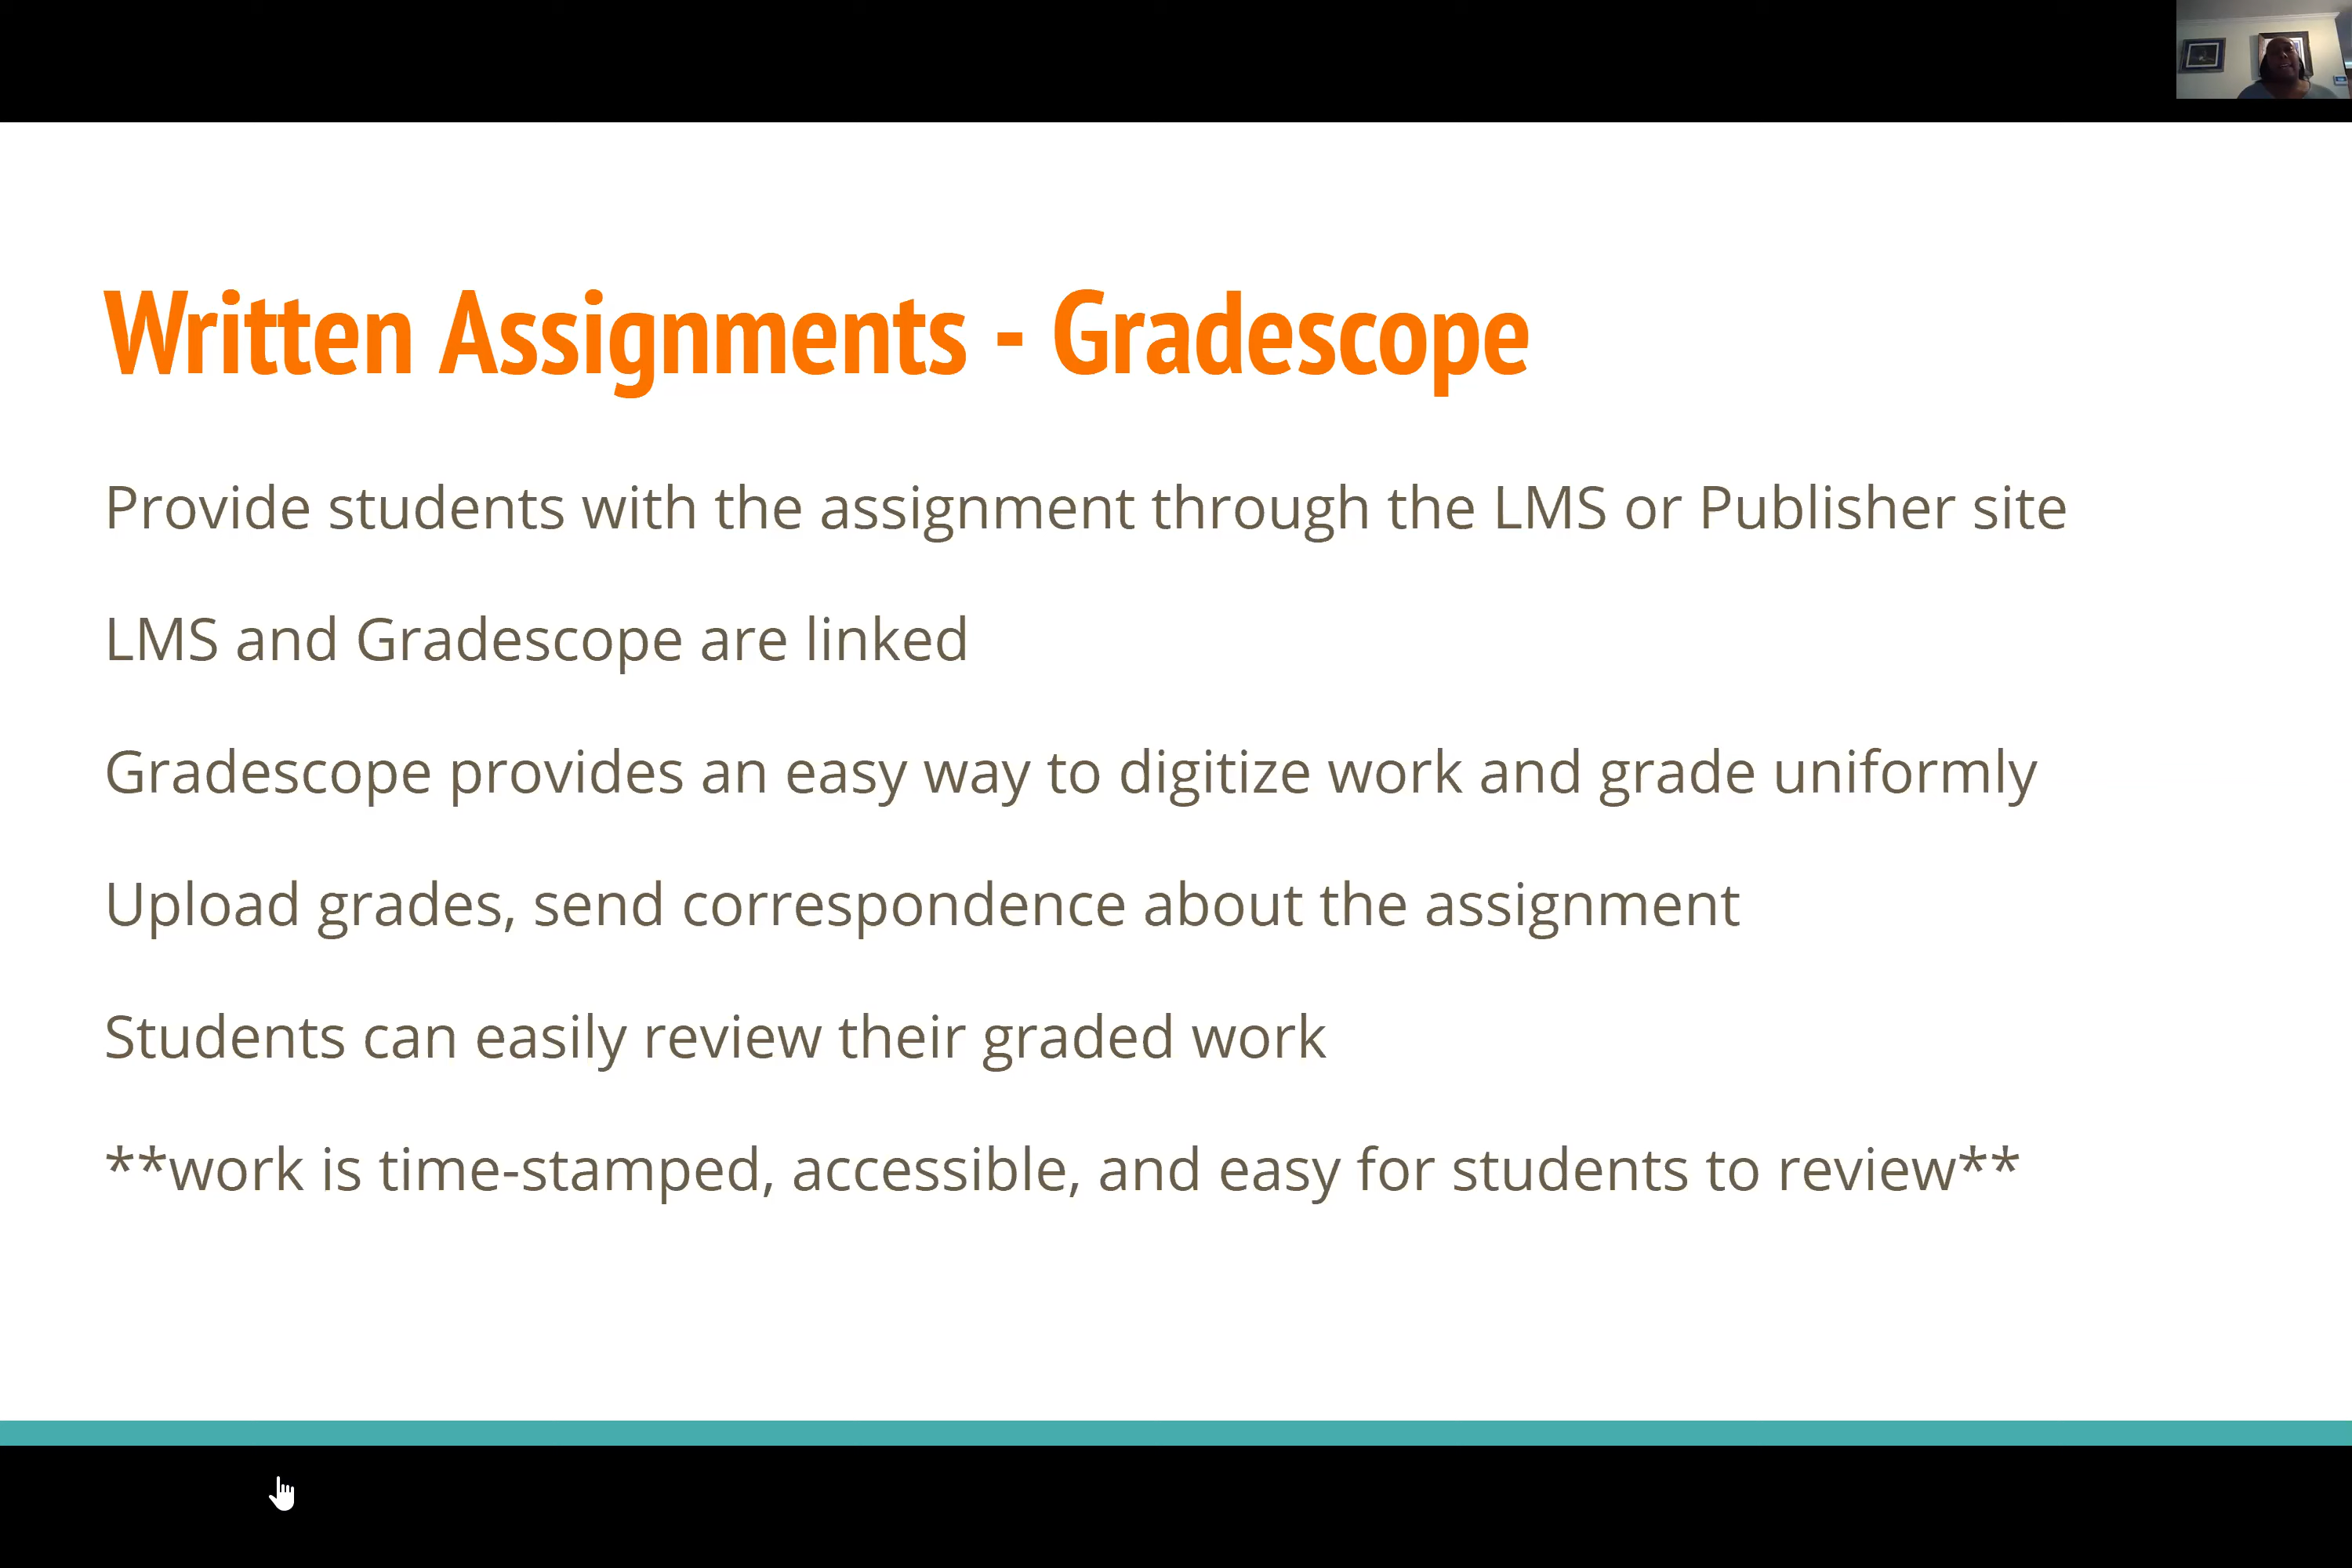 Written Assignments - Gradescope
Provide students with the assignment through the LMS or Publisher site
LMS and Gradescope are linked
Gradescope provides an easy way to digitize work and grade uniformly
Upload grades, send correspondence about the assignment
Students can easily review their graded work
**work is time-stamped, accessible, and easy for students to review**